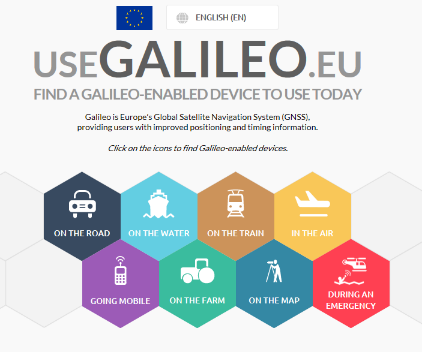 ENGLISH (EN)
USEGALILEO.EU
FIND A GALILEO-ENABLED DEVICE TO USE TODAY
Galileo is Europe's Global Satellite Navigation System (GNSS),
providing users with improved positioning and timing information.
Click on the icons to find Galileo-enabled devices.
ON THE ROAD
ON THE WATER
ON THE TRAIN
IN THE AIR
GOING MOBILE
ON THE FARM
ON THE MAP
DURING AN
EMERGENCY